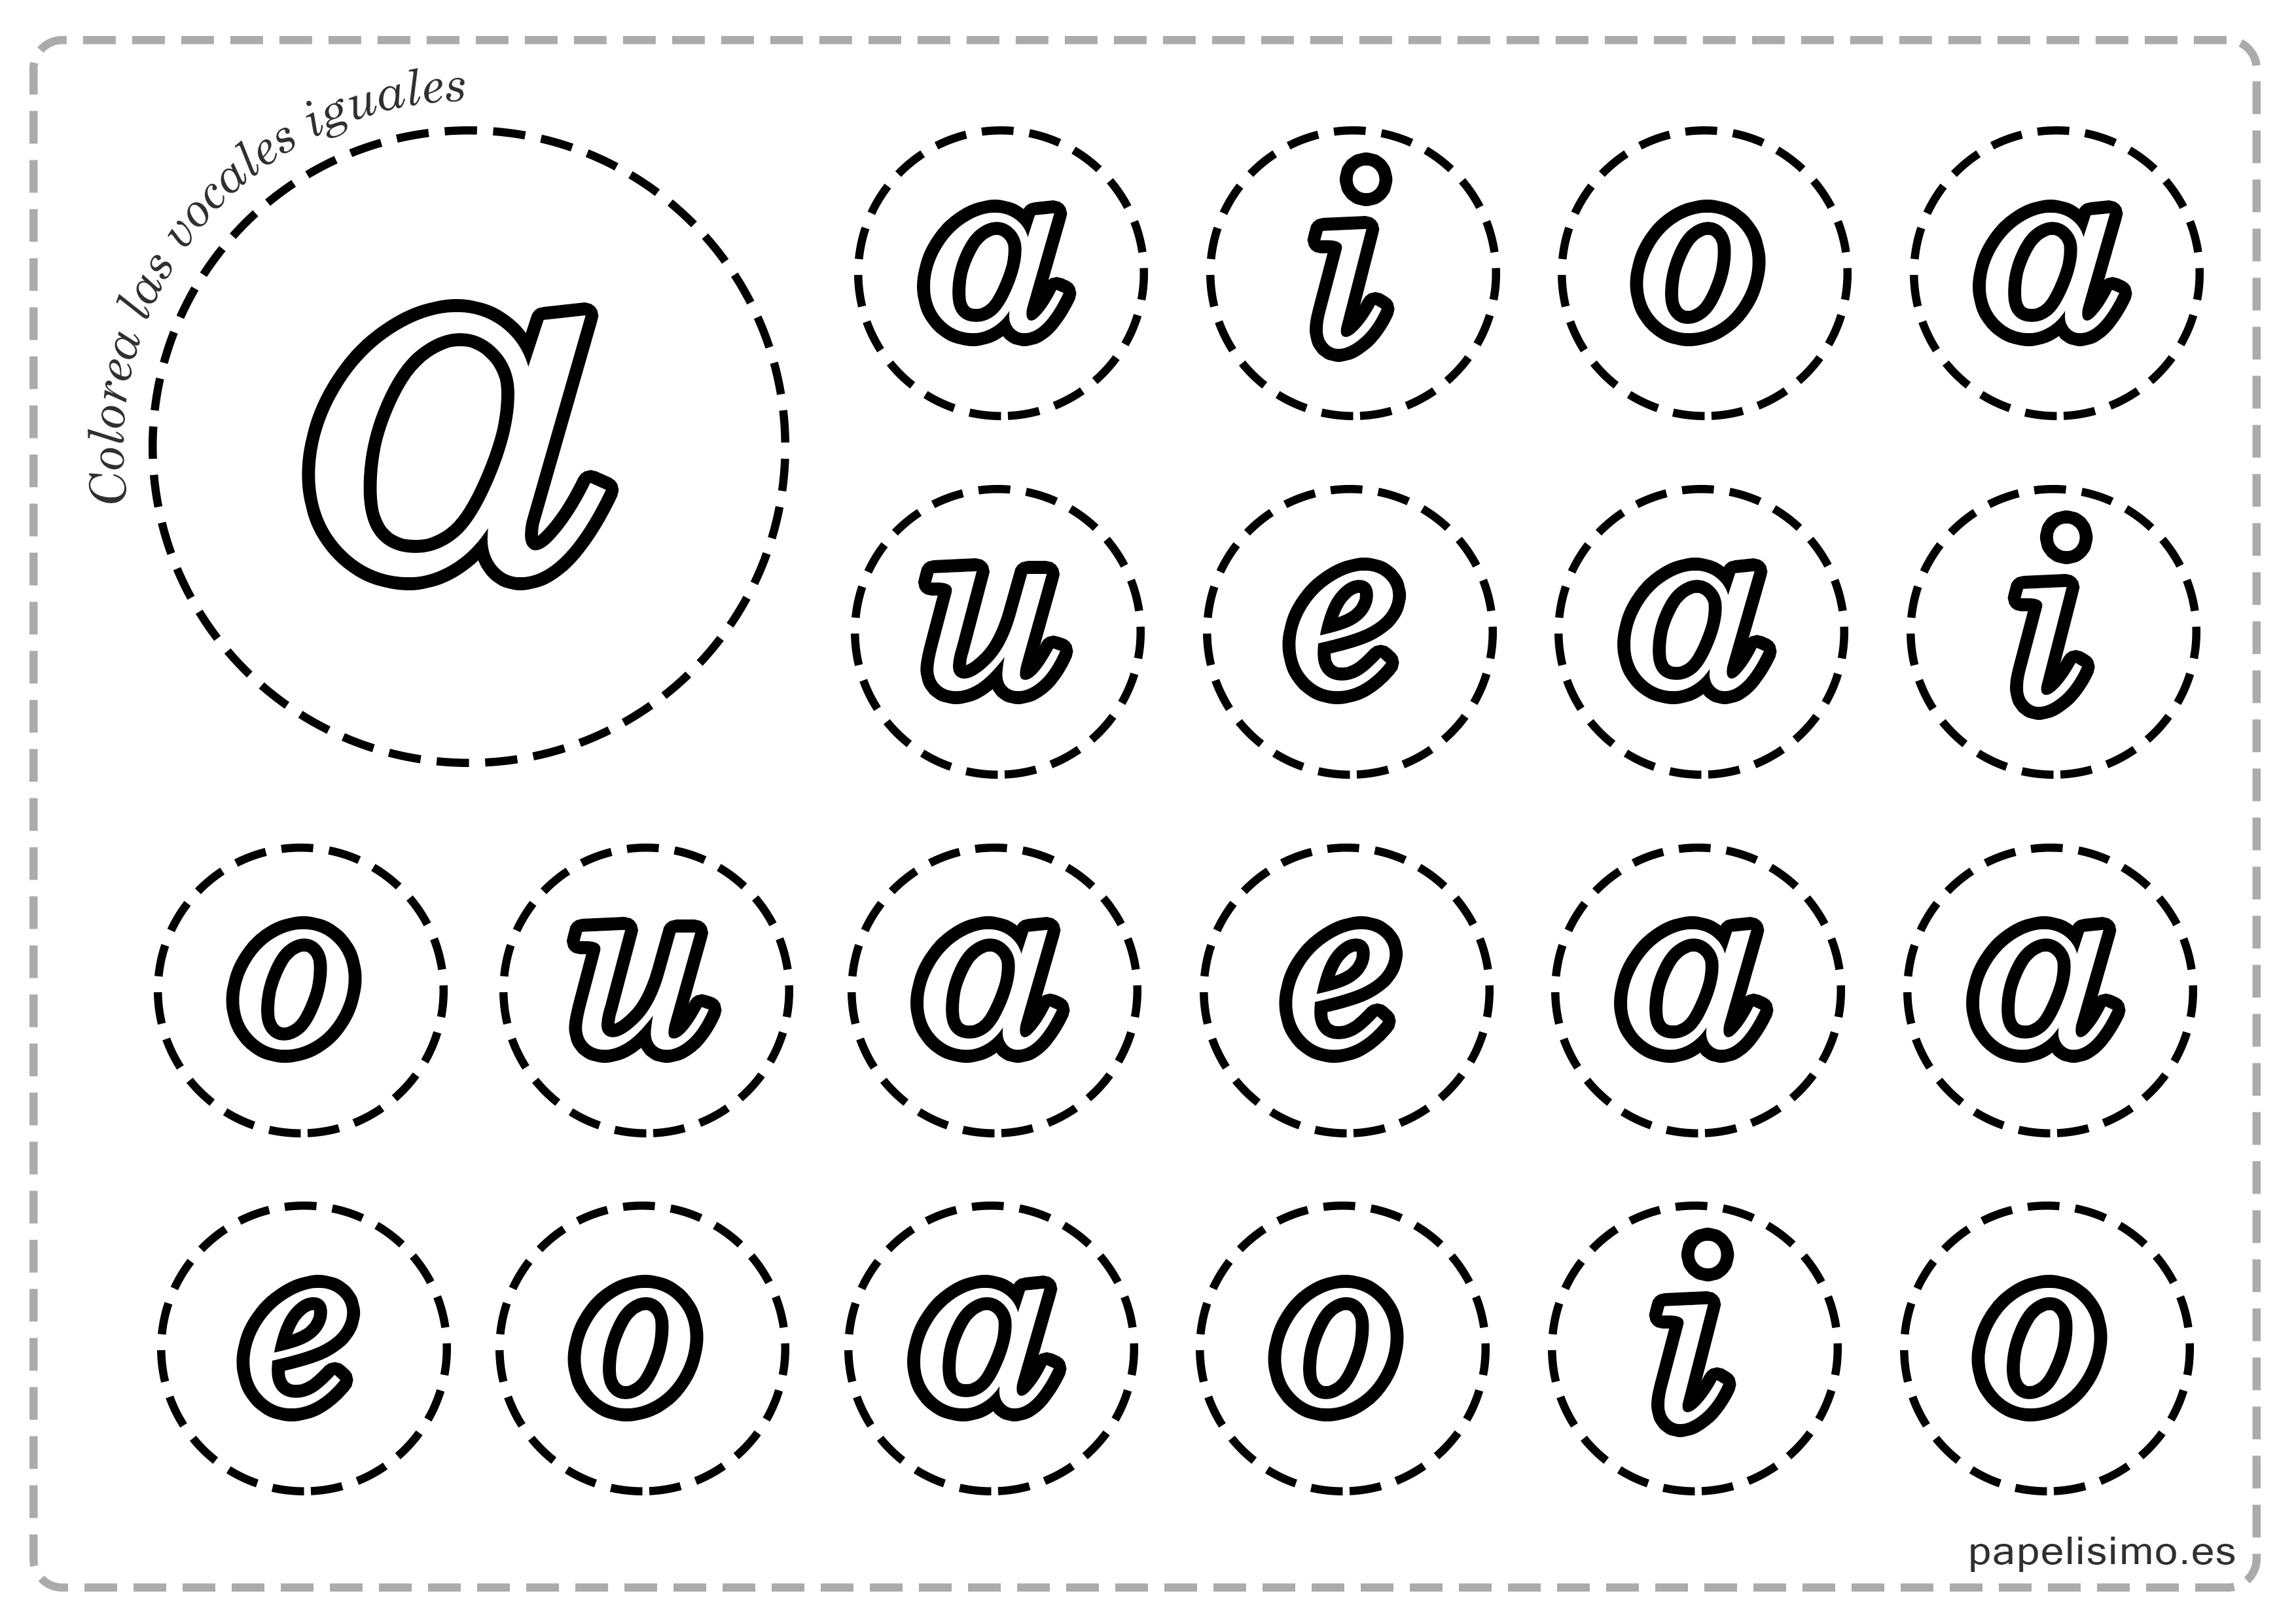 Colorea las vocales iguales
a
a i o a
u e a i
o u a e a a
e o a o i o
papelisimo.es